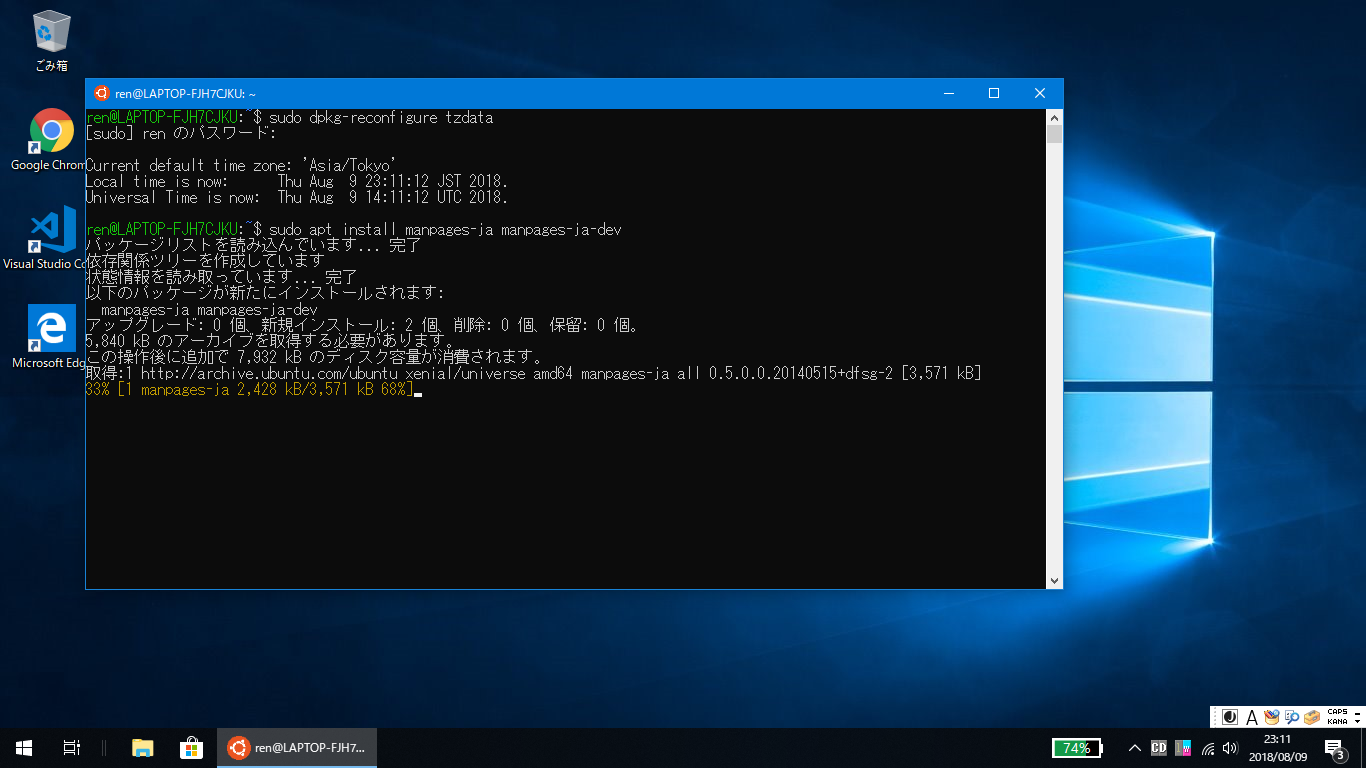 ごみ箱
Google Chrom
Visual Studio Co
Microsoft Edg
ren@LAPTOP-FJH7CJKU: ~
ren@LAPTOP-FJH7CJKU:~$ sudo dpkg-reconfigure tzdata
[sudo] ren のパスワード:
Current default time zone: 'Asia/Tokyo'
Local time is now:      Thu Aug  9 23:11:12 JST 2018.
Universal Time is now:  Thu Aug  9 14:11:12 UTC 2018.
ren@LAPTOP-FJH7CJKU:~$ sudo apt install manpages-ja manpages-ja-dev
パッケージリストを読み込んでいます... 完了
依存関係ツリーを作成しています
状態情報を読み取っています... 完了
以下のパッケージが新たにインストールされます:
  manpages-ja manpages-ja-dev
アップグレード: 0 個、新規インストール: 2 個、削除: 0 個、保留: 0 個。
5,840 kB のアーカイブを取得する必要があります。
この操作後に追加で 7,932 kB のディスク容量が消費されます。
取得:1 http://archive.ubuntu.com/ubuntu xenial/universe amd64 manpages-ja all 0.5.0.0.20140515+dfsg-2 [3,571 kB]
33% [1 manpages-ja 2,428 kB/3,571 kB 68%]
A
CAPS
KANA
ren@LAPTOP-FJH7...
74%
CD
23:11
2018/08/09
3